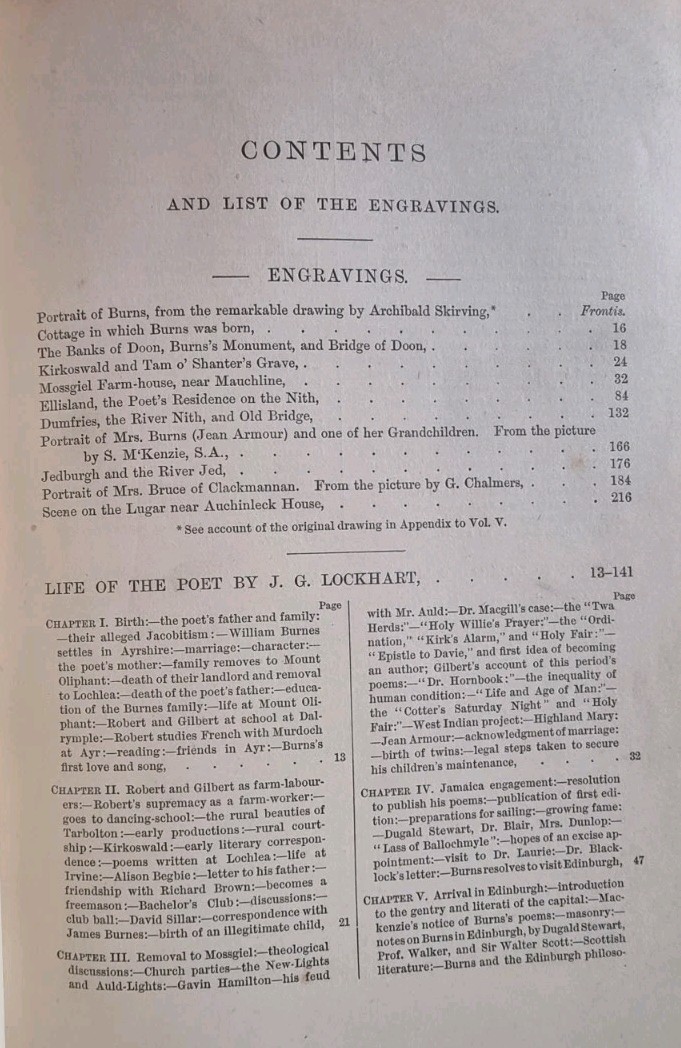 CONTENTS
AND LIST OF THE ENGRAVINGS.
ENGRAVINGS.
Page
Portrait of Burns, from the remarkable drawing by Archibald Skirving,* . . Frontis.
Cottage in which Burns was born, . . . . . . . . . . 16
The Banks of Doon, Burns's Monument, and Bridge of Doon, . . . . . . 18
Kirkoswald and Tam o' Shanter's Grave, . . . . . . . . . 24
Mossgiel Farm-house, near Mauchline, . . . . . . . . . 32
Ellisland, the Poet's Residence on the Nith, . . . . . . . . 84
Dumfries, the River Nith, and Old Bridge, . . . . . . . . 132
Portrait of Mrs. Burns (Jean Armour) and one of her Grandchildren. From the picture
by S. M'Kenzie, S.A., . . . . . . . . . . . 166
Jedburgh and the River Jed, . . . . . . . . . . . 176
Portrait of Mrs. Bruce of Clackmannan. From the picture by G. Chalmers, . . . 184
Scene on the Lugar near Auchinleck House, . . . . . . . . 216
* See account of the original drawing in Appendix to Vol. V.
LIFE OF THE POET BY J. G. LOCKHART, . . . . . 13–141
Page
CHAPTER I. Birth:—the poet's father and family:
—their alleged Jacobitism:—William Burnes
settles in Ayrshire:—marriage:—character:—
the poet's mother:—family removes to Mount
Oliphant:—death of their landlord and removal
to Lochlea:—death of the poet's father:—educa-
tion of the Burnes family:—life at Mount Oli-
phant:—Robert and Gilbert at school at Dal-
rymple:—Robert studies French with Murdoch
at Ayr:—reading:—friends in Ayr:—Burns's
first love and song, . . . . . . 13
CHAPTER II. Robert and Gilbert as farm-labour-
ers:—Robert's supremacy as a farm-worker:—
goes to dancing-school:—the rural beauties of
Tarbolton:—early productions:—rural court-
ship:—Kirkoswald:—early literary correspon-
dence:—poems written at Lochlea:—life at
Irvine:—Alison Begbie:—letter to his father:—
friendship with Richard Brown:—becomes a
freemason:—Bachelor's Club:—discussions:—
club ball:—David Sillar:—correspondence with
James Burnes:—birth of an illegitimate child, 21
CHAPTER III. Removal to Mossgiel:—theological
discussions:—Church parties—the New-Lights
and Auld-Lights:—Gavin Hamilton—his feud
Page
with Mr. Auld:—Dr. Macgill's case:—the "Twa
Herds:"—"Holy Willie's Prayer:"—the "Ordi-
nation," "Kirk's Alarm," and "Holy Fair:"—
"Epistle to Davie," and first idea of becoming
an author; Gilbert's account of this period's
poems:—"Dr. Hornbook:"—the inequality of
human condition:—"Life and Age of Man:"—
the "Cotter's Saturday Night" and "Holy
Fair:"—West Indian project:—Highland Mary:
—Jean Armour:—acknowledgment of marriage:
—birth of twins:—legal steps taken to secure
his children's maintenance, . . . . 32
CHAPTER IV. Jamaica engagement:—resolution
to publish his poems:—publication of first edi-
tion:—preparations for sailing:—growing fame:
—Dugald Stewart, Dr. Blair, Mrs. Dunlop:—
"Lass of Ballochmyle":—hopes of an excise ap-
pointment:—visit to Dr. Laurie:—Dr. Black-
lock's letter:—Burns resolves to visit Edinburgh, 47
CHAPTER V. Arrival in Edinburgh:—introduction
to the gentry and literati of the capital:—Mac-
kenzie's notice of Burns's poems:—masonry:—
notes on Burns in Edinburgh, by Dugald Stewart,
Prof. Walker, and Sir Walter Scott:—Scottish
literature:—Burns and the Edinburgh philoso-